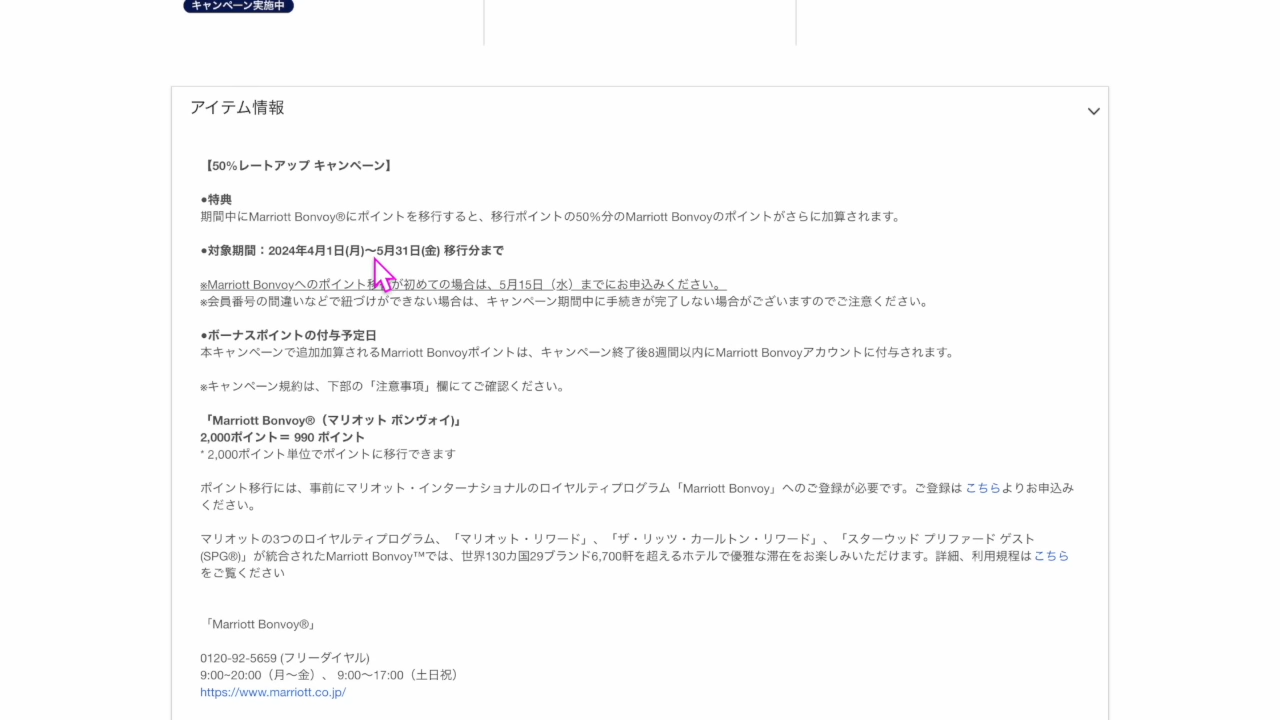 キャンペーン実施中
アイテム情報
【50%レートアップ キャンペーン】
●特典
期間中にMarriott Bonvoy®にポイントを移行すると、移行ポイントの50%分のMarriott Bonvoyのポイントがさらに加算されます。
●対象期間：2024年4月1日(月)〜5月31日(金) 移行分まで
※Marriott Bonvoyへのポイント移 が初めての場合は、5月15日（水）までにお申込みください。
※会員番号の間違いなどで紐づけができない場合は、キャンペーン期間中に手続きが完了しない場合がございますのでご注意ください。
●ボーナスポイントの付与予定日
本キャンペーンで追加加算されるMarriott Bonvoyポイントは、キャンペーン終了後8週間以内にMarriott Bonvoyアカウントに付与されます。
※キャンペーン規約は、下部の「注意事項」欄にてご確認ください。
「Marriott Bonvoy®（マリオット ボンヴォイ)」
2,000ポイント＝ 990 ポイント
* 2,000ポイント単位でポイントに移行できます
ポイント移行には、事前にマリオット・インターナショナルのロイヤルティプログラム「Marriott Bonvoy」へのご登録が必要です。ご登録は こちらよりお申込み
ください。
マリオットの3つのロイヤルティプログラム、「マリオット・リワード」、「ザ・リッツ・カールトン・リワード」、「スターウッド プリファード ゲスト
(SPG®)」が統合されたMarriott Bonvoy™では、世界130カ国29ブランド6,700軒を超えるホテルで優雅な滞在をお楽しみいただけます。詳細、利用規程は こちら
をご覧ください
「Marriott Bonvoy®」
0120-92-5659 (フリーダイヤル)
9:00~20:00（月〜金）、 9:00〜17:00（土日祝）
https://www.marriott.co.jp/